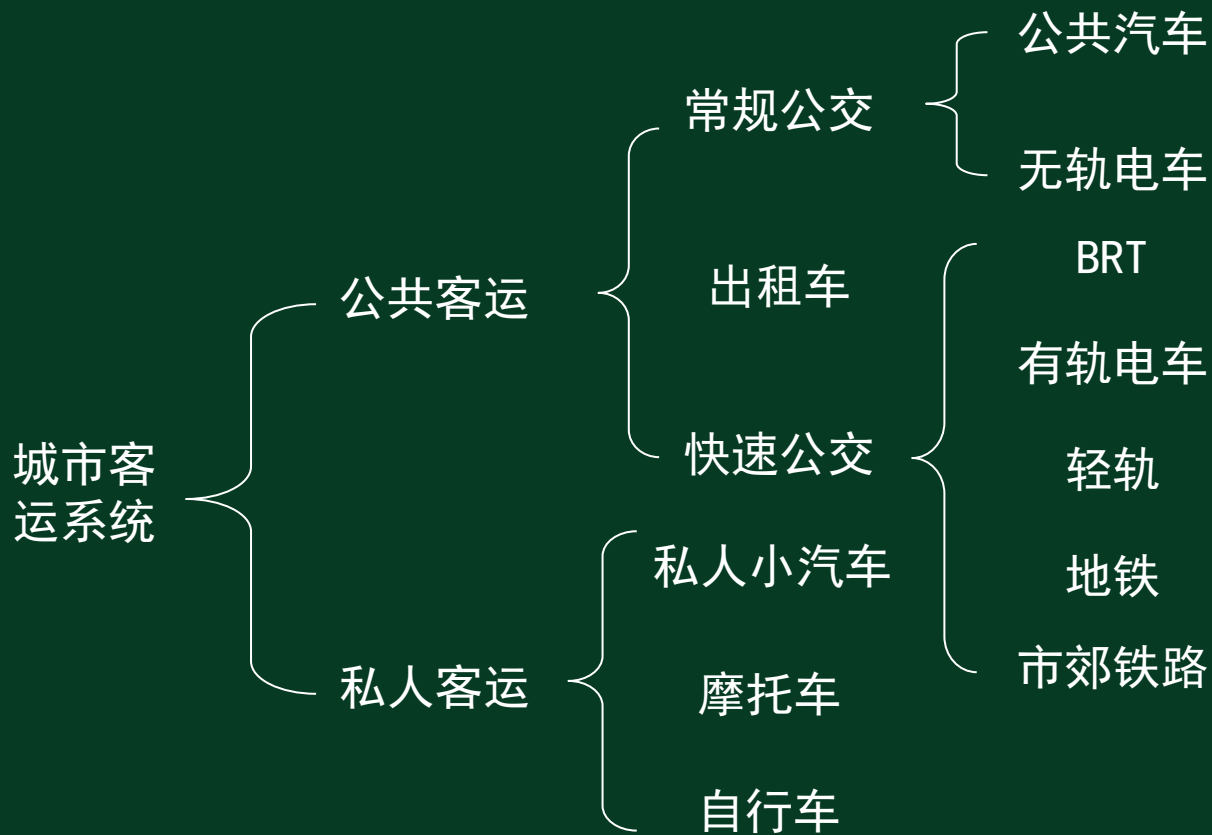 城市客
运系统
公共客运
常规公交
公共汽车
无轨电车
出租车
快速公交
BRT
有轨电车
轻轨
地铁
市郊铁路
私人客运
私人小汽车
摩托车
自行车